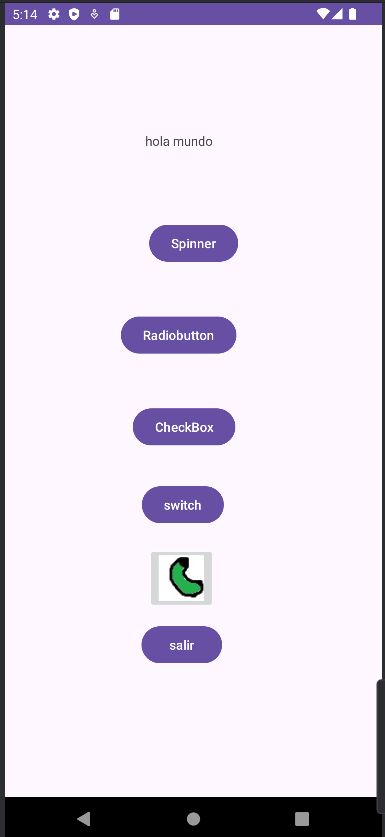 5:14
hola mundo
Spinner
Radiobutton
CheckBox
switch
salir